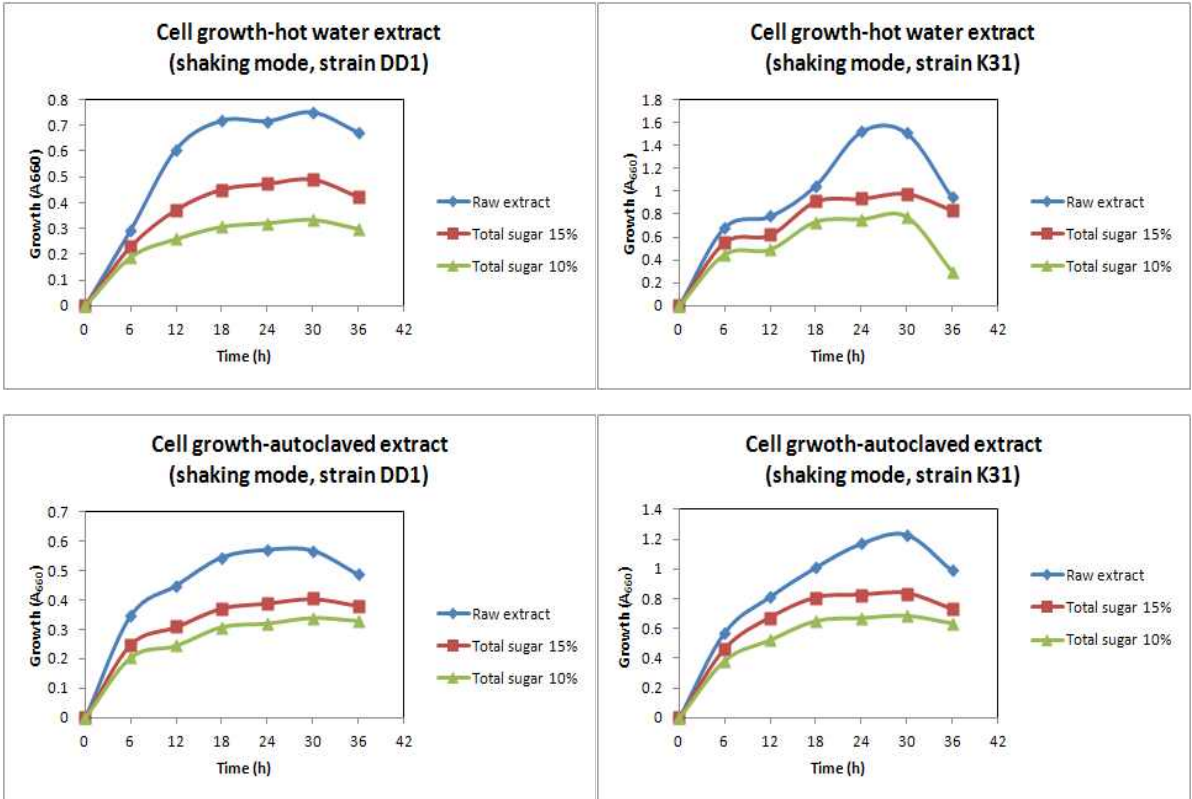 Cell growth-hot water extract
(shaking mode, strain DD1)
0.8
0.7
0.6
0.5
0.4
0.3
0.2
0.1
0
Growth (A660)
0 6 12 18 24 30 36 42
Time (h)
Raw extract
Total sugar 15%
Total sugar 10%
Cell growth-hot water extract
(shaking mode, strain K31)
1.8
1.6
1.4
1.2
1
0.8
0.6
0.4
0.2
0
Growth (A₆₆₀)
0 6 12 18 24 30 36 42
Time (h)
Raw extract
Total sugar 15%
Total sugar 10%
Cell growth-autoclaved extract
(shaking mode, strain DD1)
0.7
0.6
0.5
0.4
0.3
0.2
0.1
0
Growth (A₆₆₀)
0 6 12 18 24 30 36 42
Time (h)
Raw extract
Total sugar 15%
Total sugar 10%
Cell grwoth-autoclaved extract
(shaking mode, strain K31)
1.4
1.2
1
0.8
0.6
0.4
0.2
0
Growth (A₆₆₀)
0 6 12 18 24 30 36 42
Time (h)
Raw extract
Total sugar 15%
Total sugar 10%